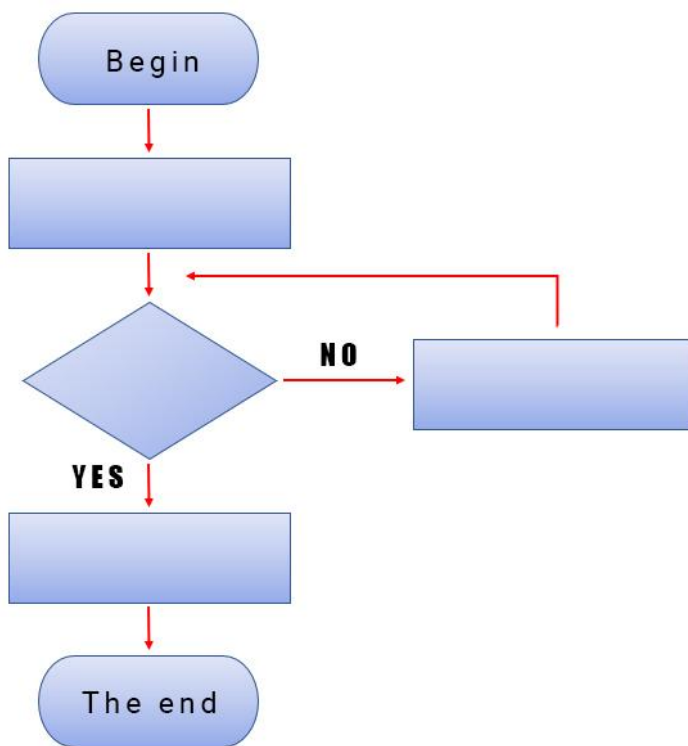 Begin
NO
YES
The end